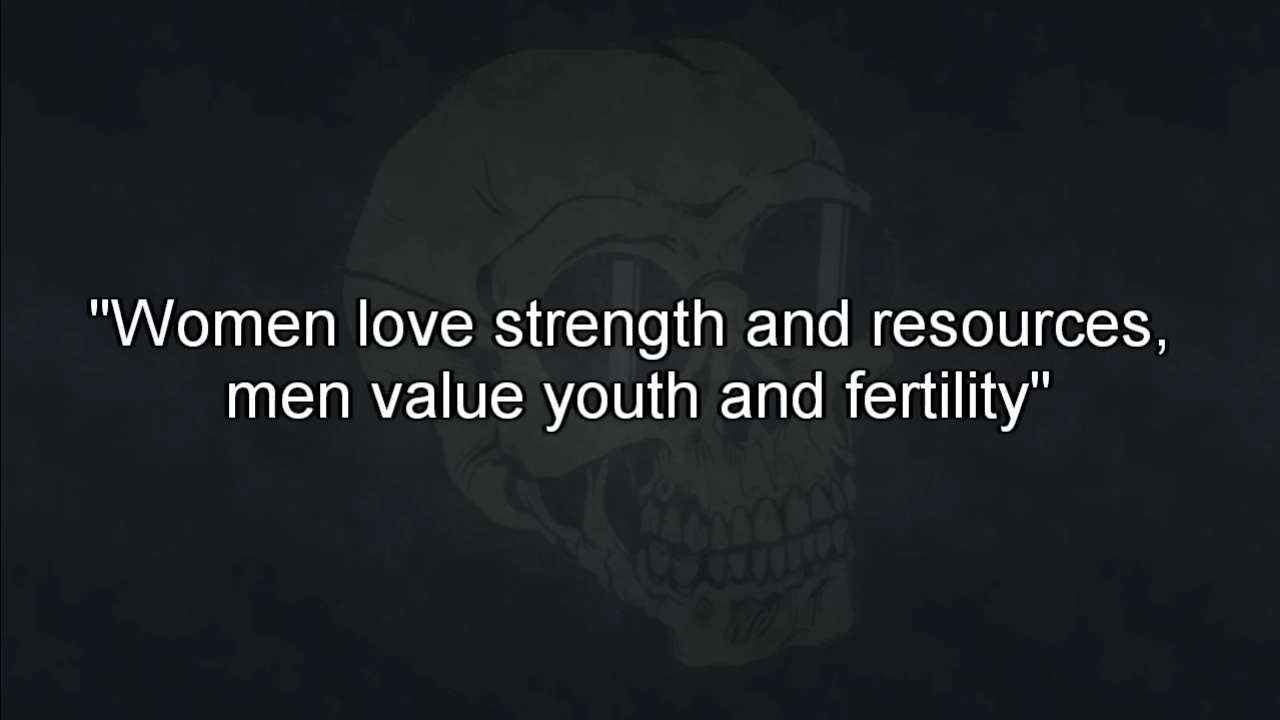 "Women love strength and resources,
men value youth and fertility"